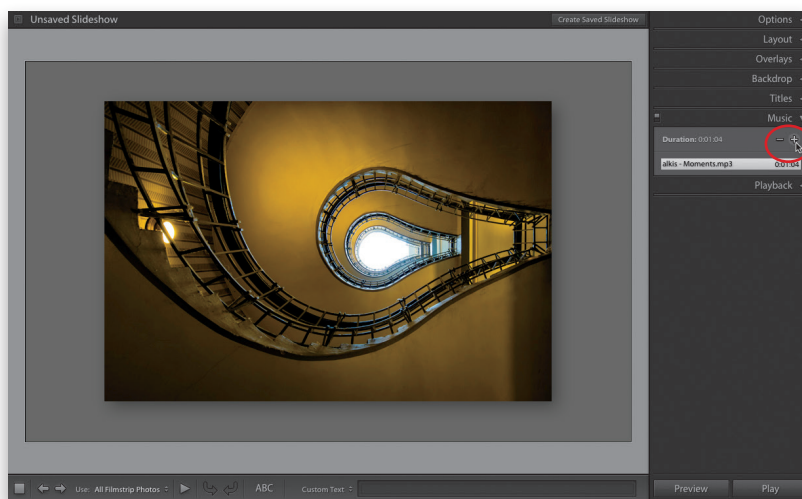 Unsaved Slideshow
Create Saved Slideshow
Options
Layout
Overlays
Backdrop
Titles
Music
Duration: 0:01:04
alkis - Moments.mp3 0:01:04
Playback
Use: All Filmstrip Photos
ABC
Custom Text
Preview
Play